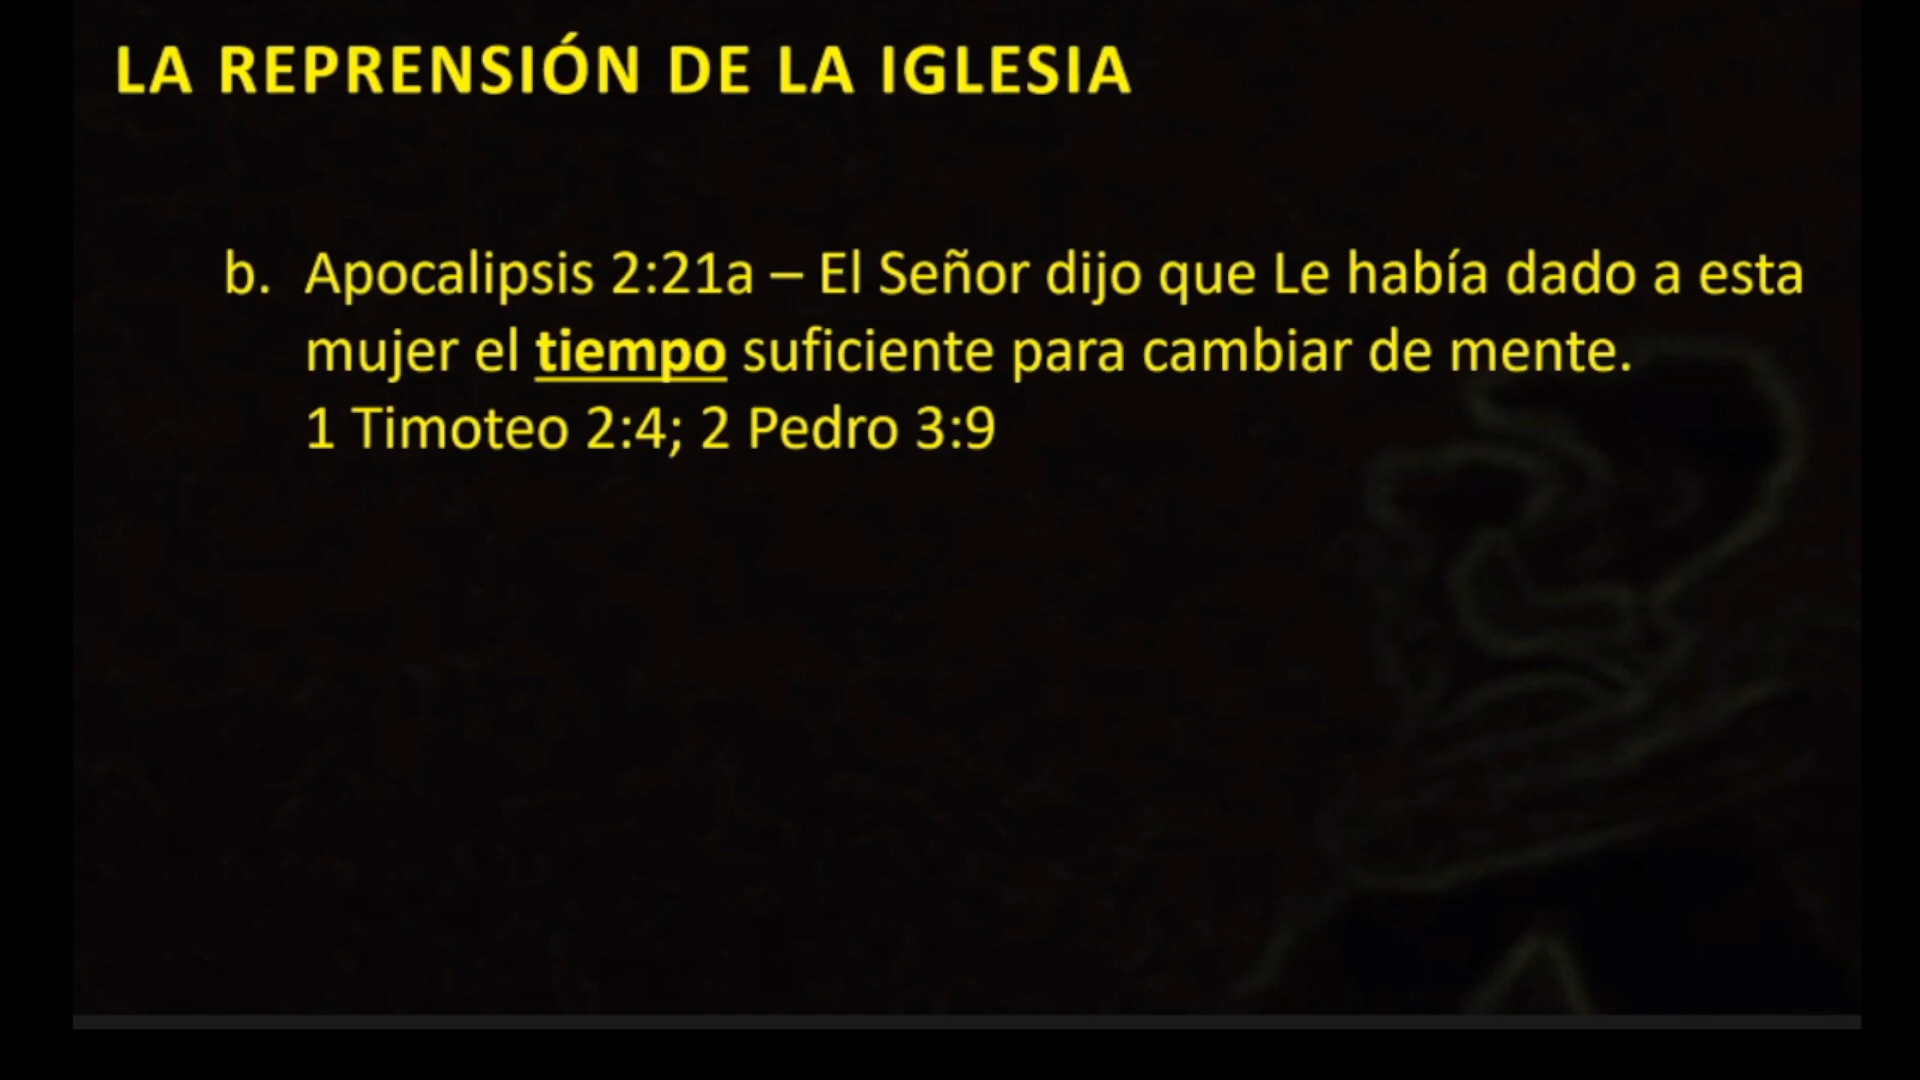 LA REPRENSIÓN DE LA IGLESIA
b. Apocalipsis 2:21a – El Señor dijo que Le había dado a esta
mujer el tiempo suficiente para cambiar de mente.
1 Timoteo 2:4; 2 Pedro 3:9